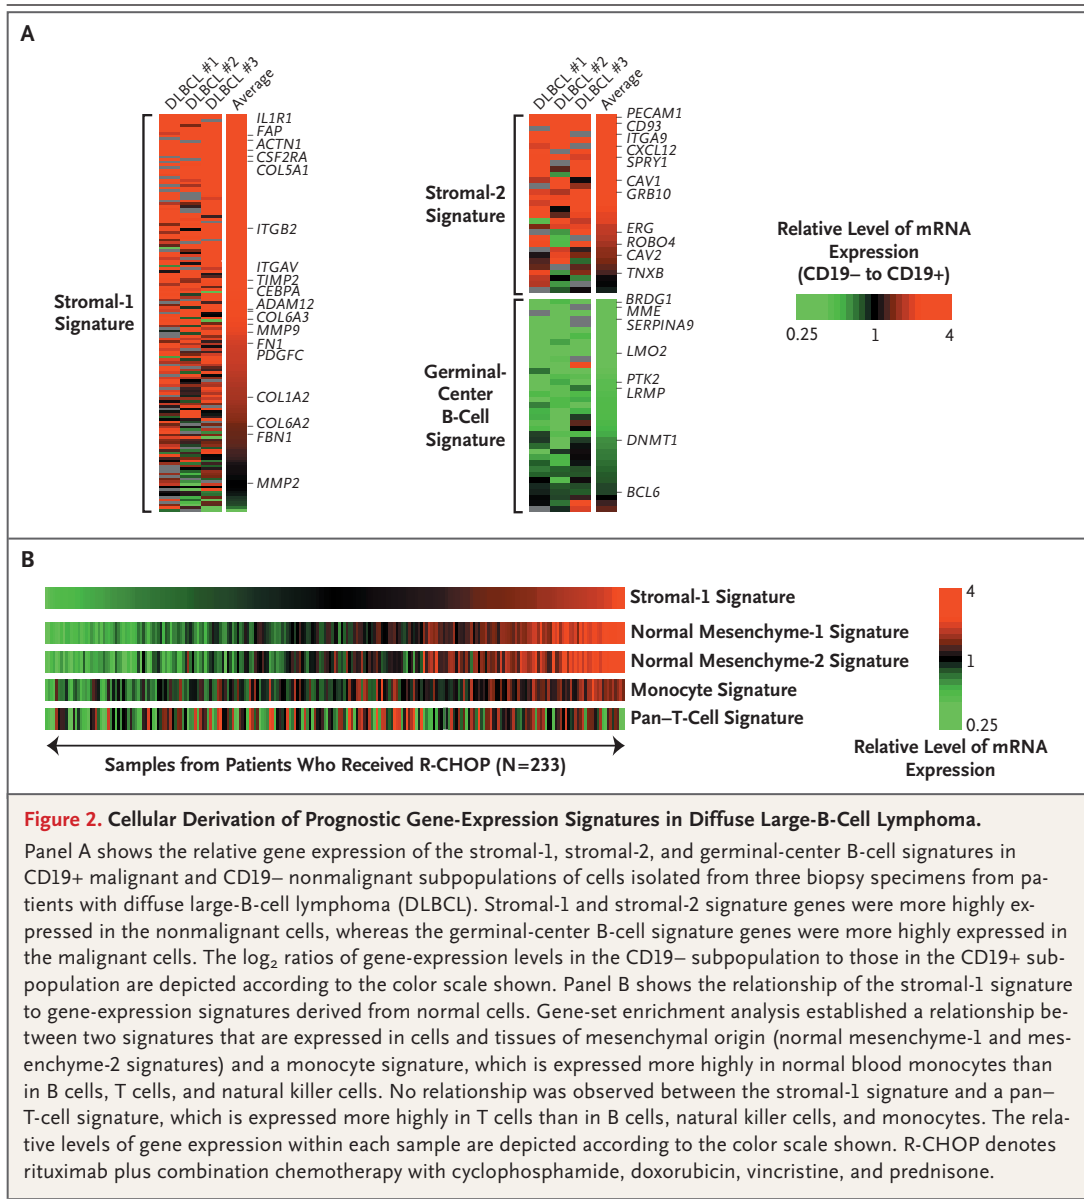 A
DLBCL #1
DLBCL #2
DLBCL #3
Average
Stromal-1
Signature
IL1R1
FAP
ACTN1
CSF2RA
COL5A1
ITGB2
ITGAV
TIMP2
CEBPA
ADAM12
COL6A3
MMP9
FN1
PDGFC
COL1A2
COL6A2
FBN1
MMP2
DLBCL #1
DLBCL #2
DLBCL #3
Average
Stromal-2
Signature
PECAM1
CD93
ITGA9
CXCL12
SPRY1
CAV1
GRB10
ERG
ROBO4
CAV2
TNXB
Germinal-
Center
B-Cell
Signature
BRDG1
MME
SERPINA9
LMO2
PTK2
LRMP
DNMT1
BCL6
Relative Level of mRNA
Expression
(CD19– to CD19+)
0.25 1 4
B
Stromal-1 Signature
Normal Mesenchyme-1 Signature
Normal Mesenchyme-2 Signature
Monocyte Signature
Pan–T-Cell Signature
Samples from Patients Who Received R-CHOP (N=233)
4
1
0.25
Relative Level of mRNA
Expression
Figure 2. Cellular Derivation of Prognostic Gene-Expression Signatures in Diffuse Large-B-Cell Lymphoma.
Panel A shows the relative gene expression of the stromal-1, stromal-2, and germinal-center B-cell signatures in
CD19+ malignant and CD19– nonmalignant subpopulations of cells isolated from three biopsy specimens from pa-
tients with diffuse large-B-cell lymphoma (DLBCL). Stromal-1 and stromal-2 signature genes were more highly ex-
pressed in the nonmalignant cells, whereas the germinal-center B-cell signature genes were more highly expressed in
the malignant cells. The log₂ ratios of gene-expression levels in the CD19– subpopulation to those in the CD19+ sub-
population are depicted according to the color scale shown. Panel B shows the relationship of the stromal-1 signature
to gene-expression signatures derived from normal cells. Gene-set enrichment analysis established a relationship be-
tween two signatures that are expressed in cells and tissues of mesenchymal origin (normal mesenchyme-1 and mes-
enchyme-2 signatures) and a monocyte signature, which is expressed more highly in normal blood monocytes than
in B cells, T cells, and natural killer cells. No relationship was observed between the stromal-1 signature and a pan–
T-cell signature, which is expressed more highly in T cells than in B cells, natural killer cells, and monocytes. The rela-
tive levels of gene expression within each sample are depicted according to the color scale shown. R-CHOP denotes
rituximab plus combination chemotherapy with cyclophosphamide, doxorubicin, vincristine, and prednisone.